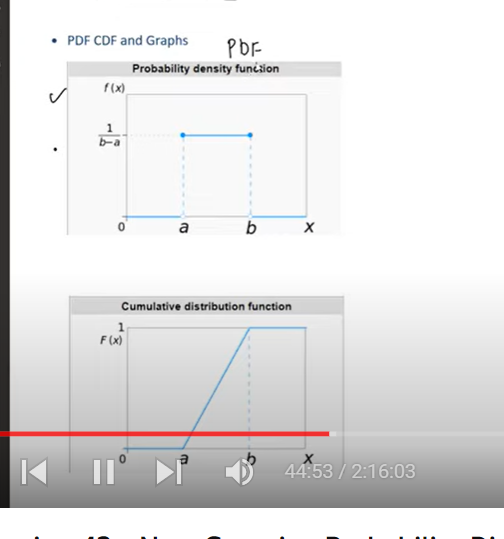 • PDF CDF and Graphs
PDF
Probability density function
f(x)
1
b−a
0 a b x
Cumulative distribution function
1
F(x)
0 a b x
44:53 / 2:16:03